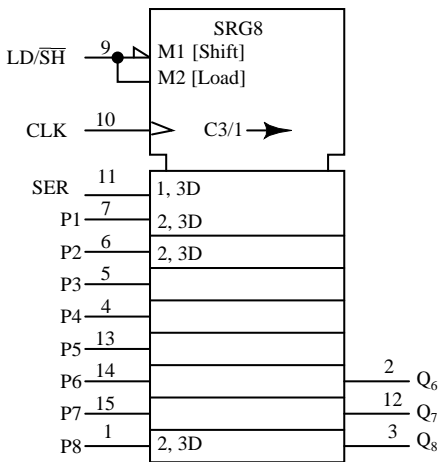 SRG8
LD/S̅H̅ 9 M1 [Shift]
M2 [Load]
CLK 10 C3/1
SER 11 1, 3D
P1 7 2, 3D
P2 6 2, 3D
P3 5
P4 4
P5 13
P6 14 2 Q₆
P7 15 12 Q₇
P8 1 2, 3D 3 Q₈